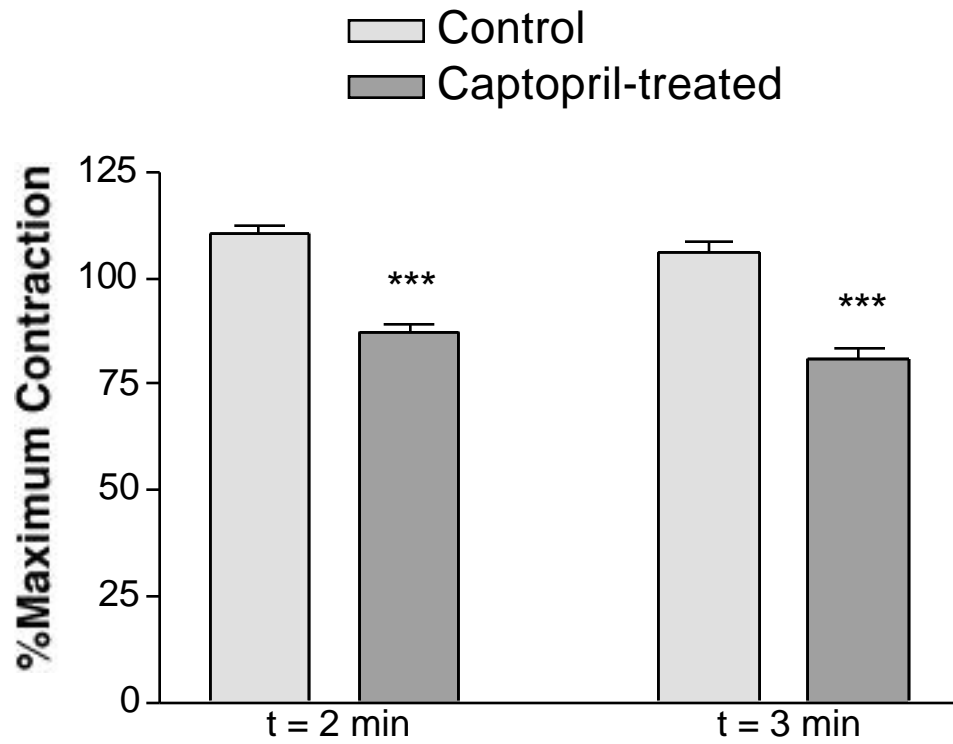 Control
Captopril-treated
%Maximum Contraction
125
100
75
50
25
0
***
***
t = 2 min
t = 3 min